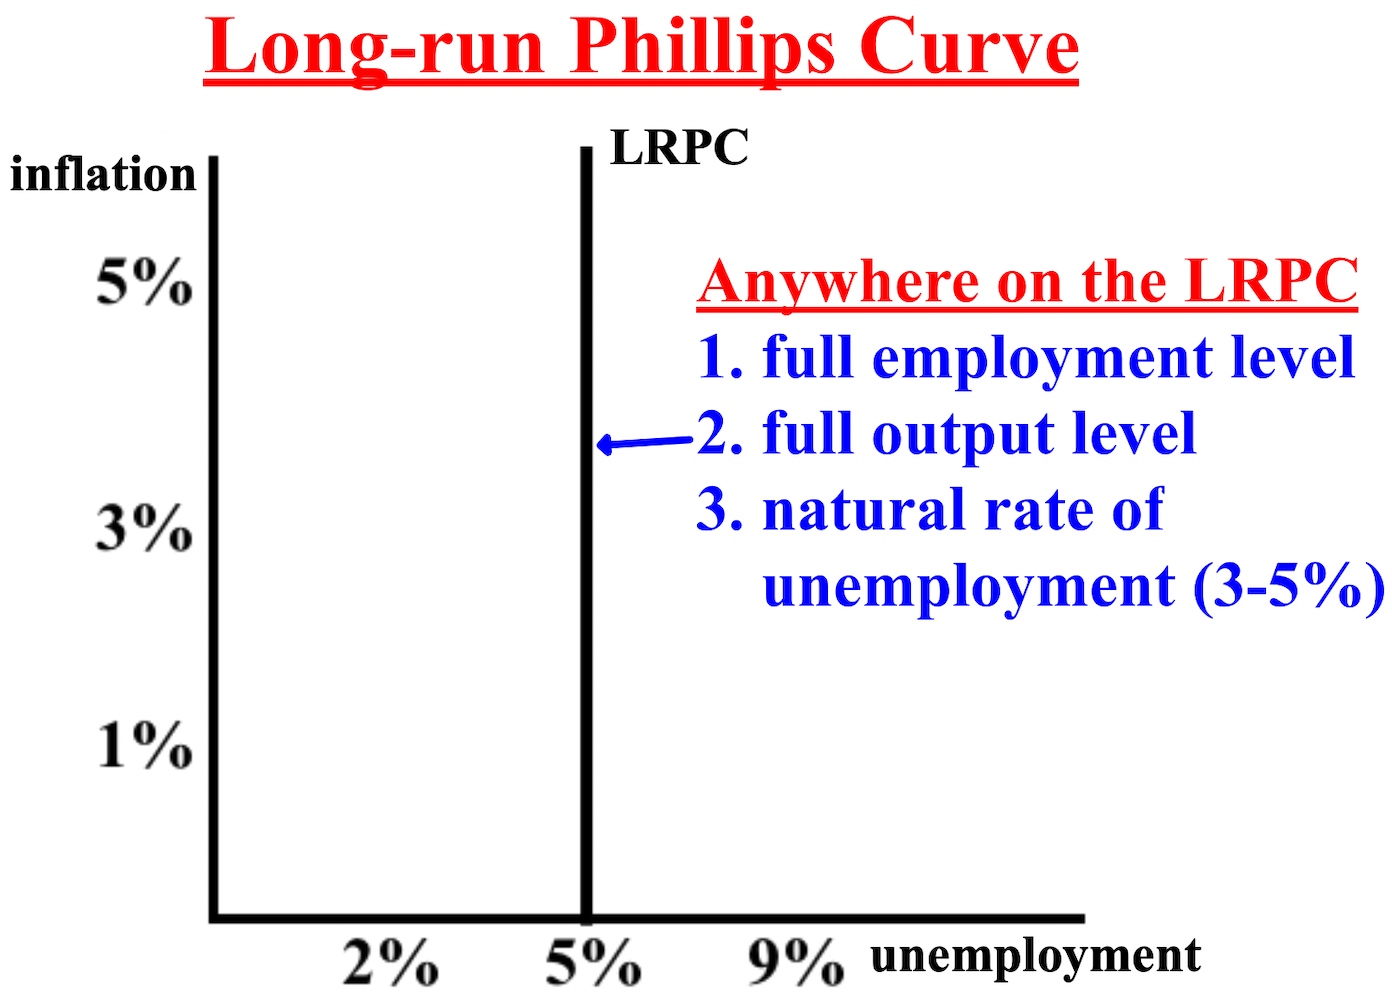 Long-run Phillips Curve
LRPC
inflation
5%
Anywhere on the LRPC
1. full employment level
2. full output level
3. natural rate of
unemployment (3-5%)
3%
1%
2% 5% 9% unemployment